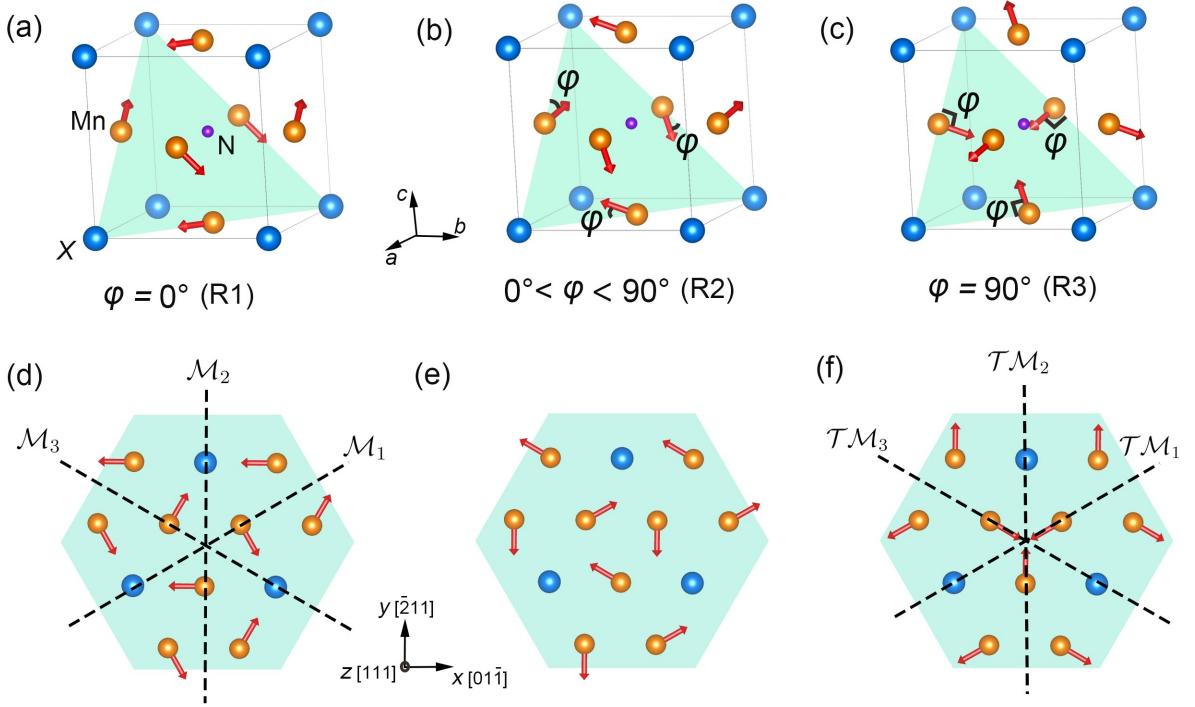 (a)
Mn
N
X
φ = 0° (R1)
(b)
φ
φ
φ
c
b
a
0°< φ < 90° (R2)
(c)
φ
φ
φ
φ = 90° (R3)
(d)
ℳ₂
ℳ₃
ℳ₁
(e)
y [2̄11]
z [111]
x [011̄]
(f)
𝒯ℳ₂
𝒯ℳ₃
𝒯ℳ₁